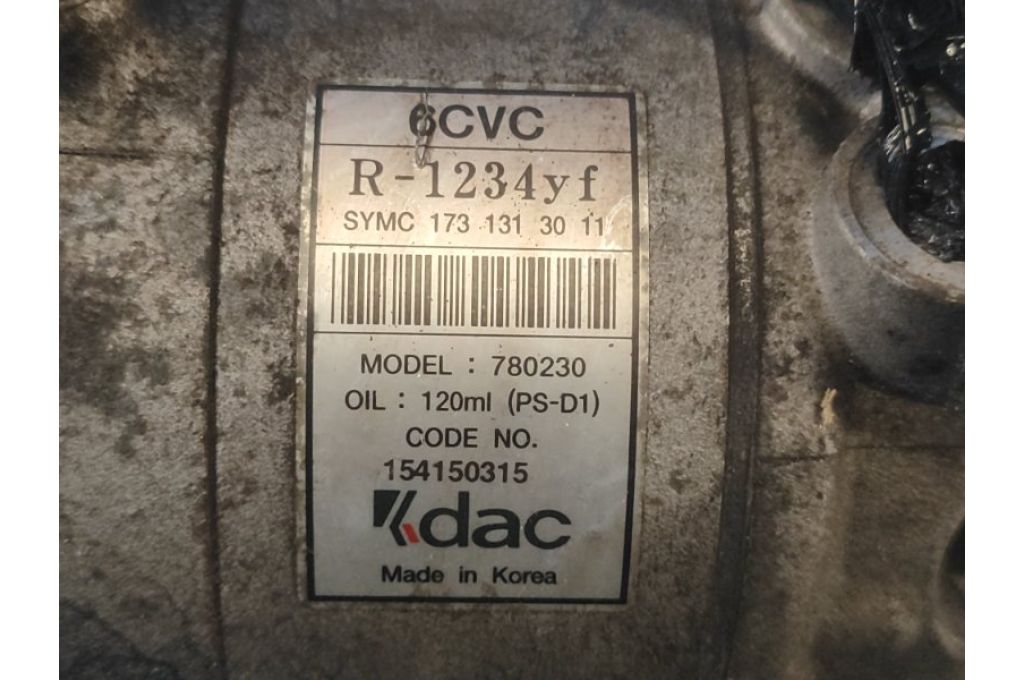 6CVC
R-1234yf
SYMC 173 131 30 11
MODEL : 780230
OIL : 120ml (PS-D1)
CODE NO.
154150315
Kdac
Made in Korea